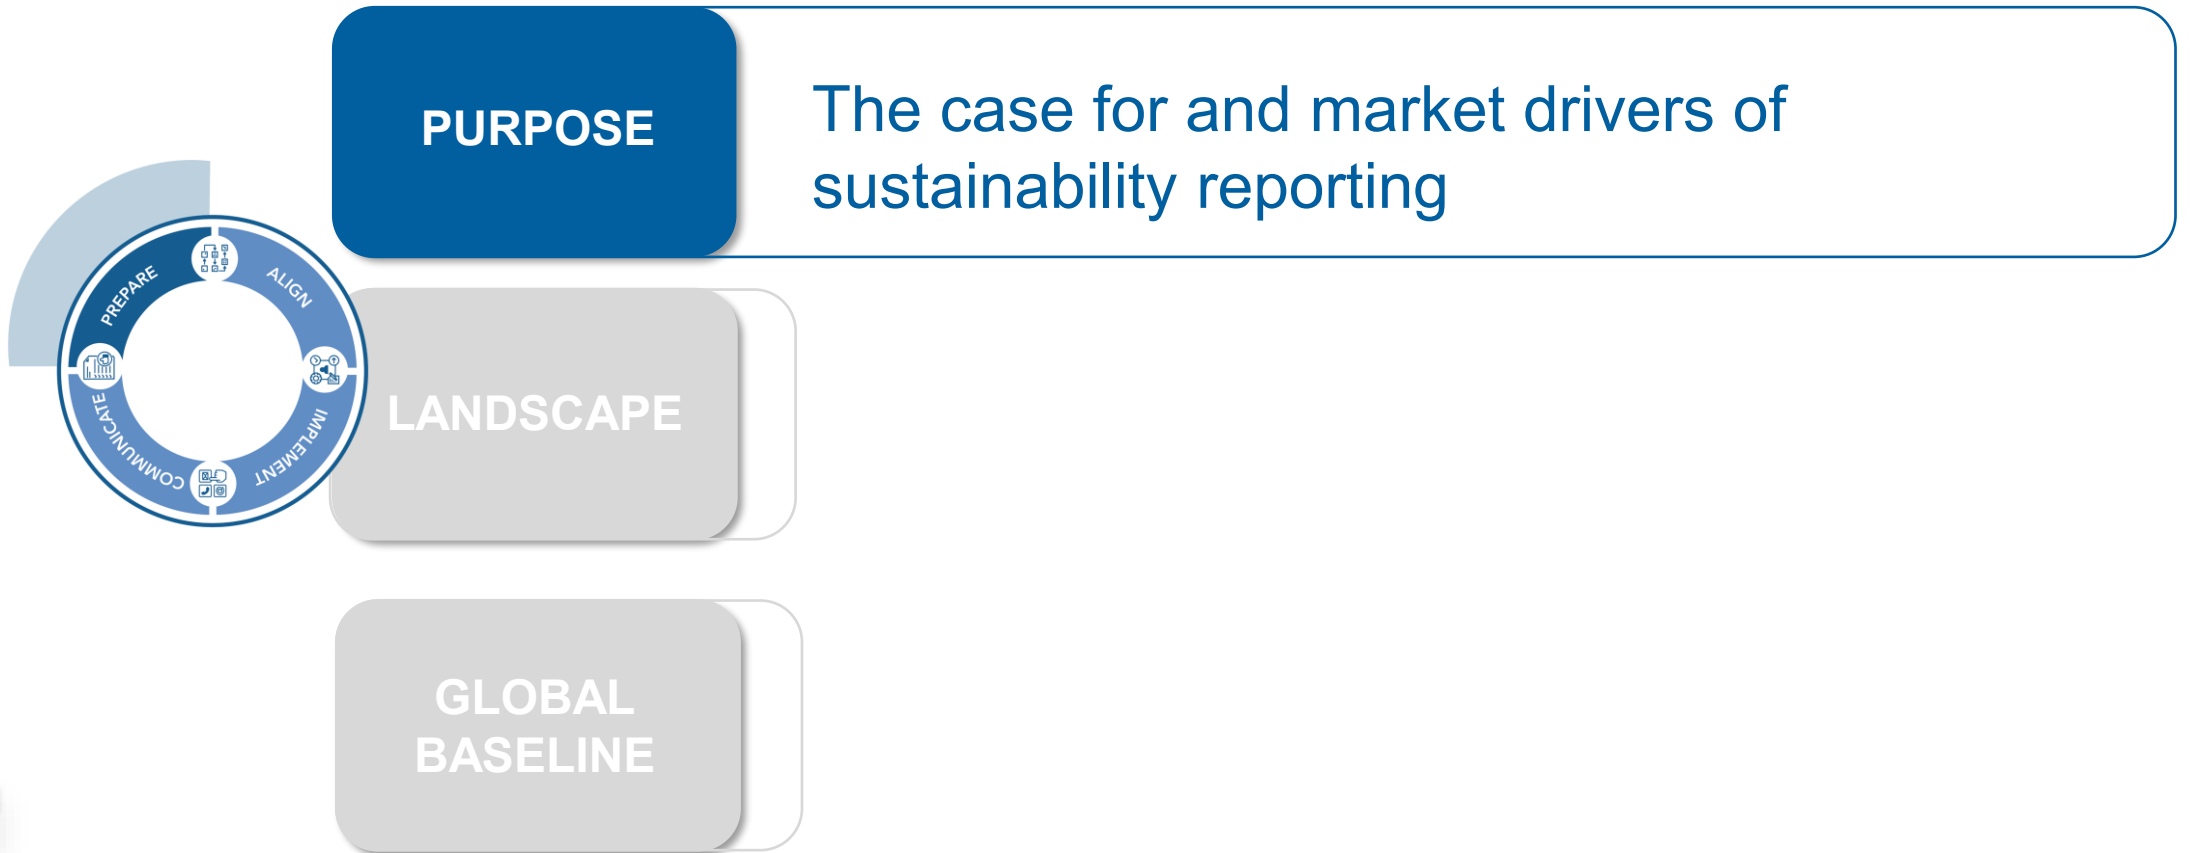 PURPOSE
The case for and market drivers of
sustainability reporting
PREPARE
ALIGN
IMPLEMENT
COMMUNICATE
LANDSCAPE
GLOBAL
BASELINE